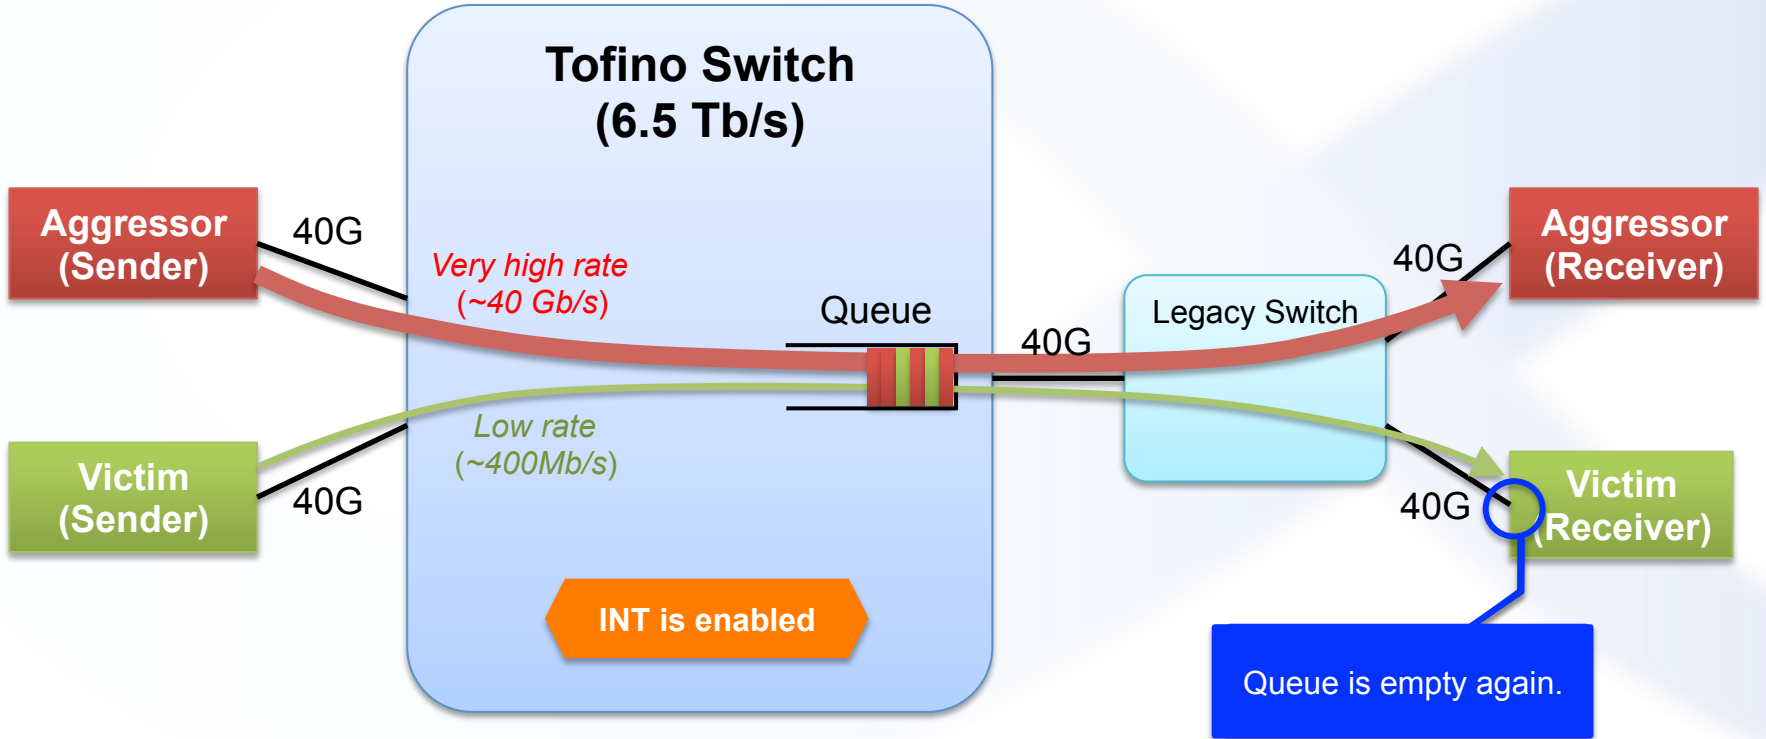 Tofino Switch
(6.5 Tb/s)
Aggressor
(Sender)
40G
Very high rate
(~40 Gb/s)
Queue
40G
Legacy Switch
40G
Aggressor
(Receiver)
Victim
(Sender)
40G
Low rate
(~400Mb/s)
40G
Victim
(Receiver)
INT is enabled
Queue is empty again.